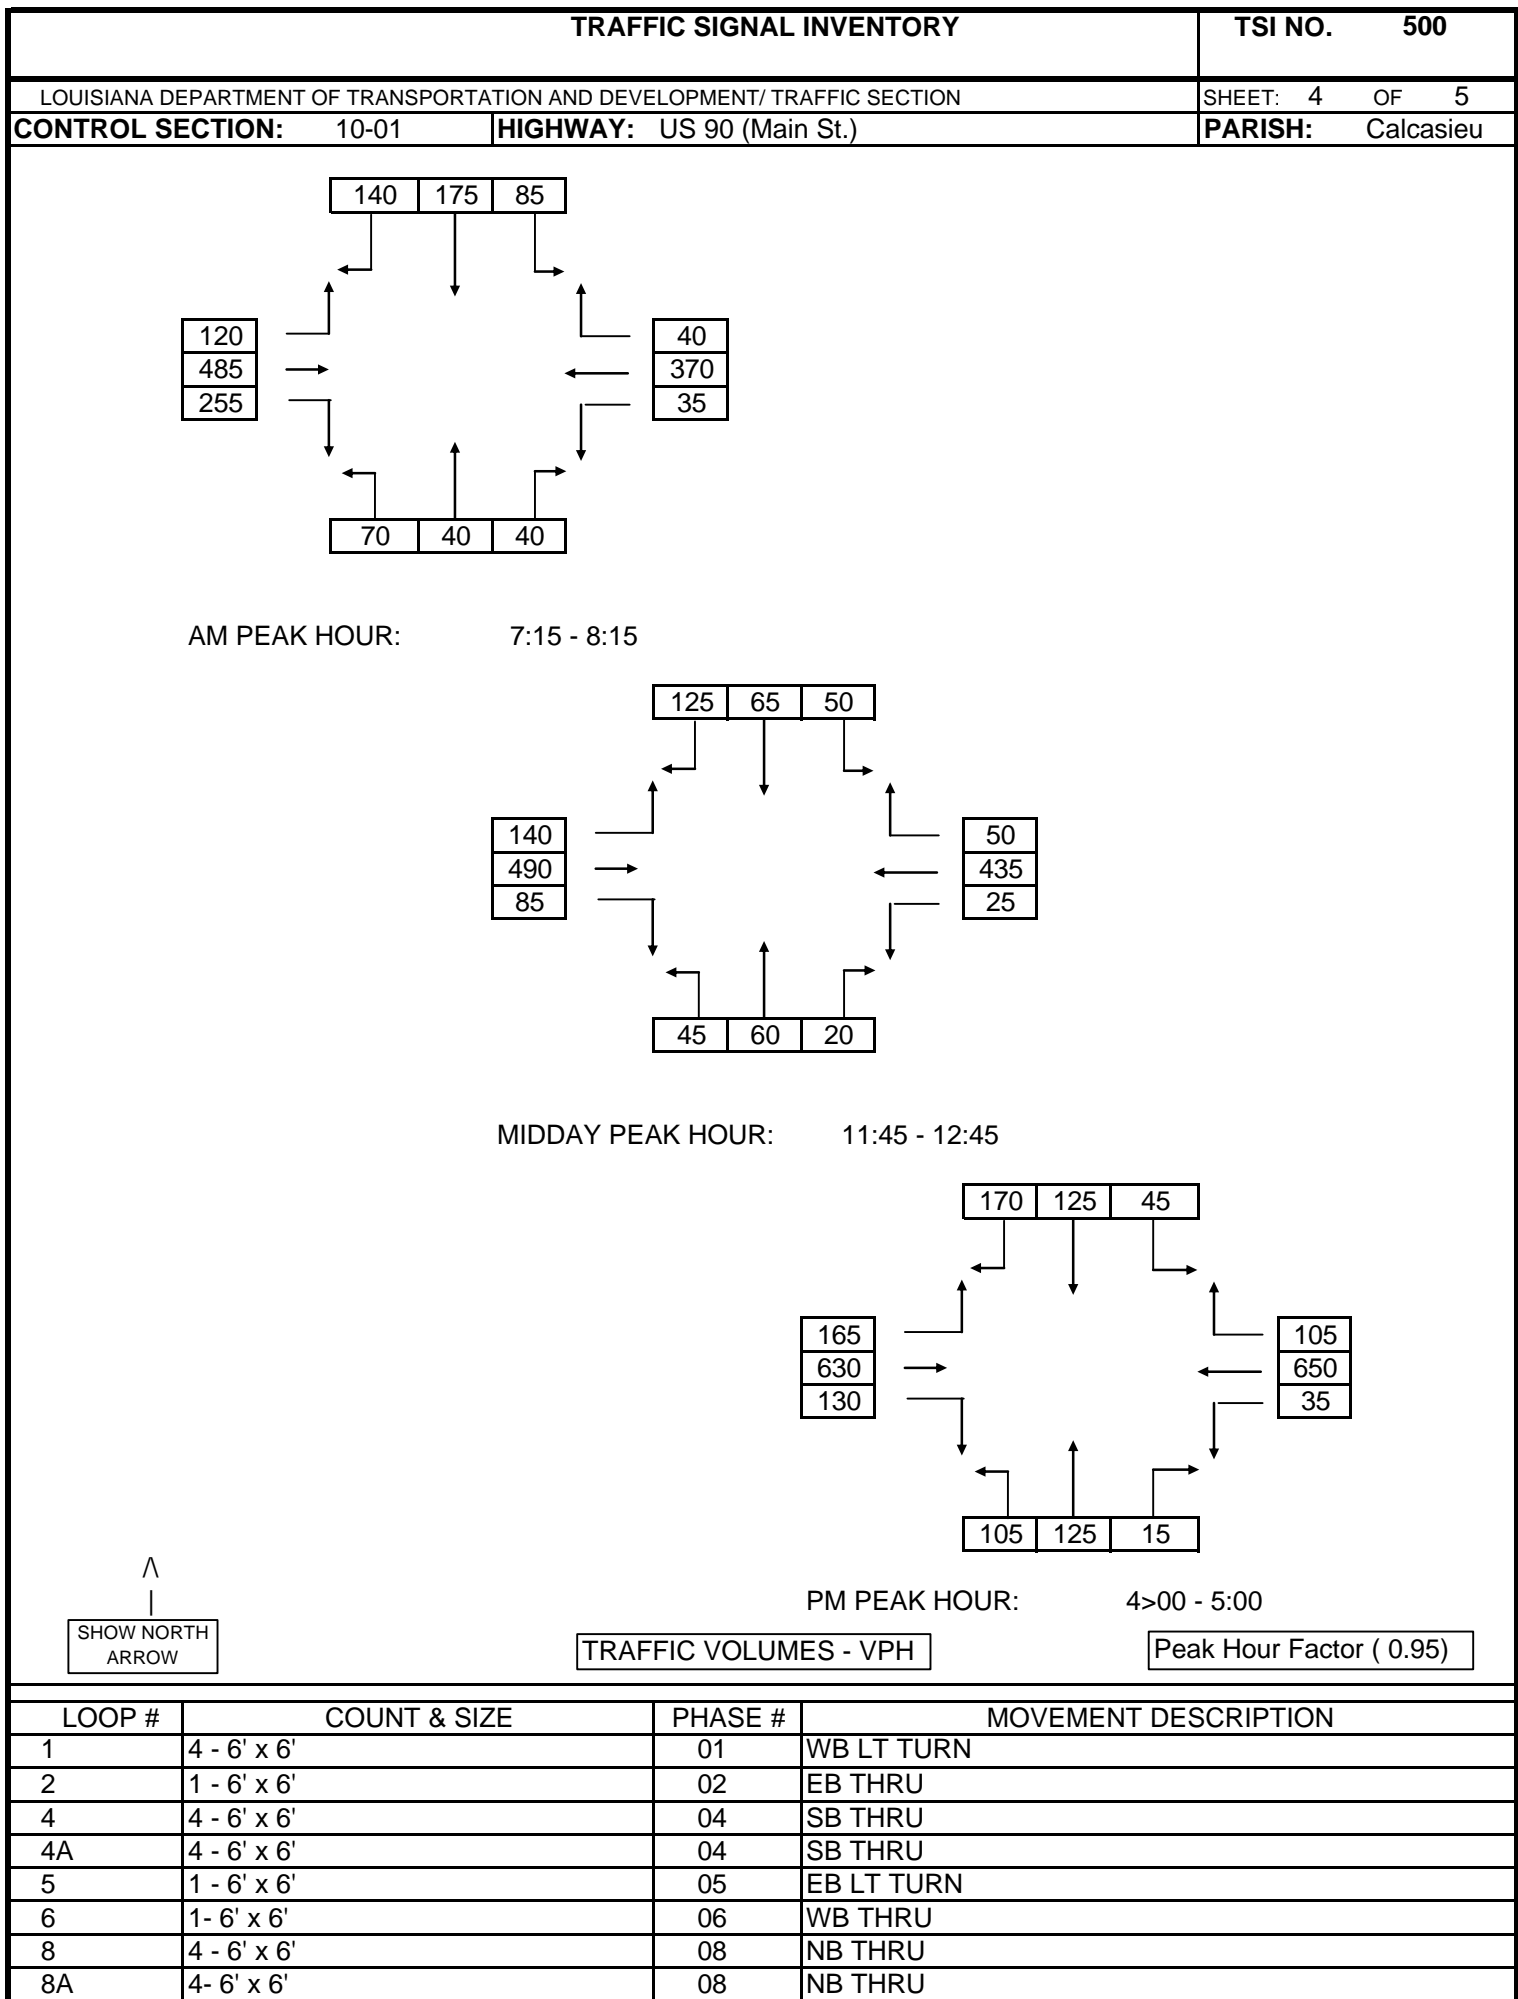 TRAFFIC SIGNAL INVENTORY TSI NO. 500
LOUISIANA DEPARTMENT OF TRANSPORTATION AND DEVELOPMENT/ TRAFFIC SECTION SHEET: 4 OF 5
CONTROL SECTION: 10-01 HIGHWAY: US 90 (Main St.) PARISH: Calcasieu
140 175 85
120 40
485 370
255 35
70 40 40
AM PEAK HOUR: 7:15 - 8:15
125 65 50
140 50
490 435
85 25
45 60 20
MIDDAY PEAK HOUR: 11:45 - 12:45
170 125 45
165 105
630 650
130 35
105 125 15
PM PEAK HOUR: 4>00 - 5:00
SHOW NORTH
ARROW
TRAFFIC VOLUMES - VPH Peak Hour Factor ( 0.95)
LOOP # COUNT & SIZE PHASE # MOVEMENT DESCRIPTION
1 4 - 6' x 6' 01 WB LT TURN
2 1 - 6' x 6' 02 EB THRU
4 4 - 6' x 6' 04 SB THRU
4A 4 - 6' x 6' 04 SB THRU
5 1 - 6' x 6' 05 EB LT TURN
6 1- 6' x 6' 06 WB THRU
8 4 - 6' x 6' 08 NB THRU
8A 4- 6' x 6' 08 NB THRU